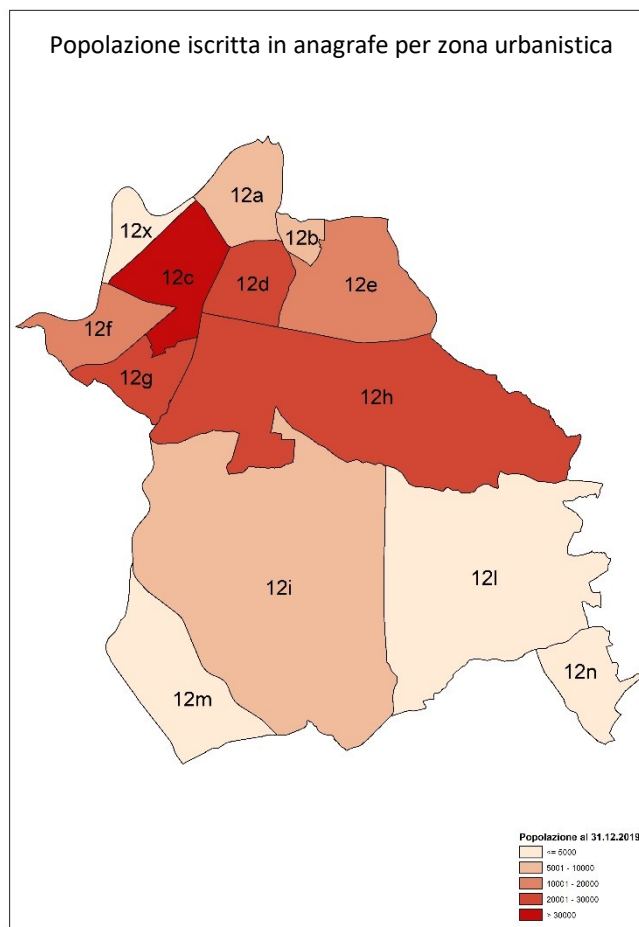 Popolazione iscritta in anagrafe per zona urbanistica
12a
12x
12b
12c
12d
12e
12f
12g
12h
12i
12l
12n
12m
Popolazione al 31.12.2019
<= 5000
5001 - 10000
10001 - 20000
20001 - 30000
> 30000